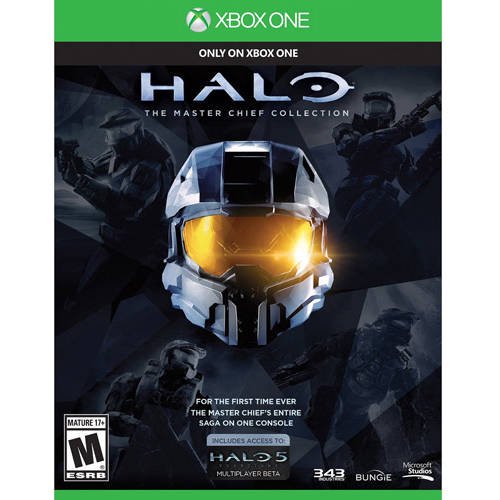 XBOX ONE
ONLY ON XBOX ONE
HALO
THE MASTER CHIEF COLLECTION
FOR THE FIRST TIME EVER
THE MASTER CHIEF'S ENTIRE
SAGA ON ONE CONSOLE
INCLUDES ACCESS TO:
HALO 5
GUARDIANS
MULTIPLAYER BETA
MATURE 17+
M
ESRB
343
INDUSTRIES
BUNGIE
Microsoft
Studios